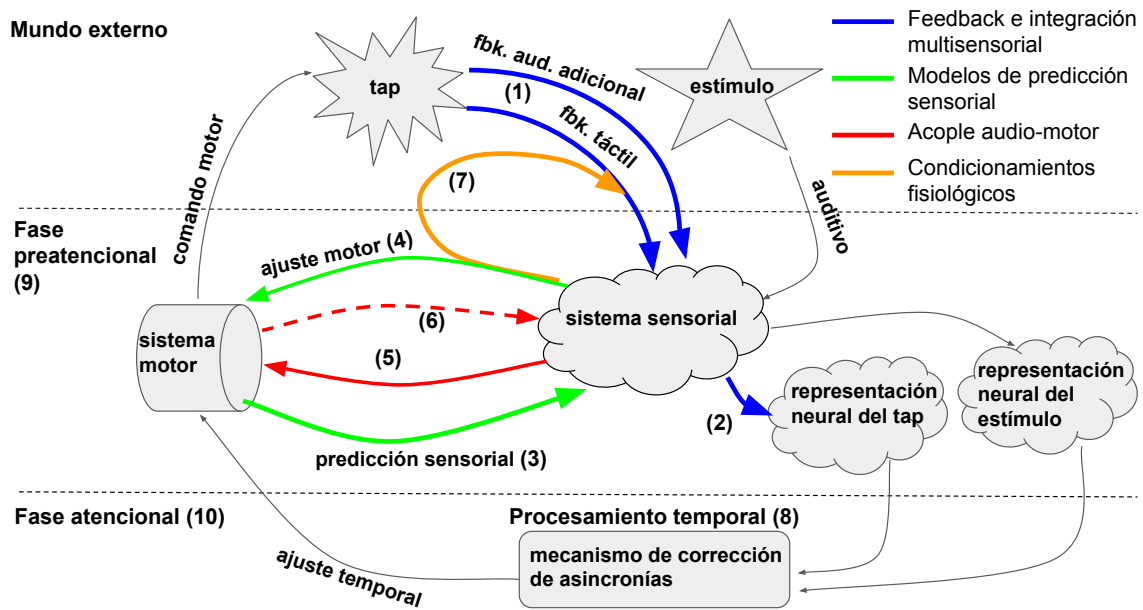 Mundo externo
tap
fbk. aud. adicional
(1)
fbk. táctil
estímulo
Feedback e integración
multisensorial
Modelos de predicción
sensorial
Acople audio-motor
Condicionamientos
fisiológicos
comando motor
(7)
auditivo
Fase
preatencional
(9)
ajuste motor (4)
(6)
sistema sensorial
sistema
motor
(5)
representación
neural del tap
representación
neural del
estímulo
(2)
predicción sensorial (3)
Fase atencional (10)
Procesamiento temporal (8)
ajuste temporal
mecanismo de corrección
de asincronías